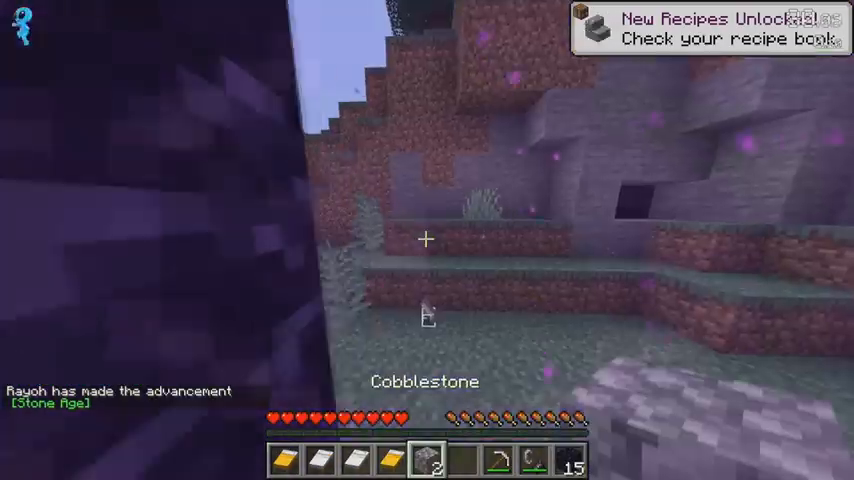 New Recipes Unlocked!
Check your recipe book
Cobblestone
Rayoh has made the advancement
[Stone Age]
2
15